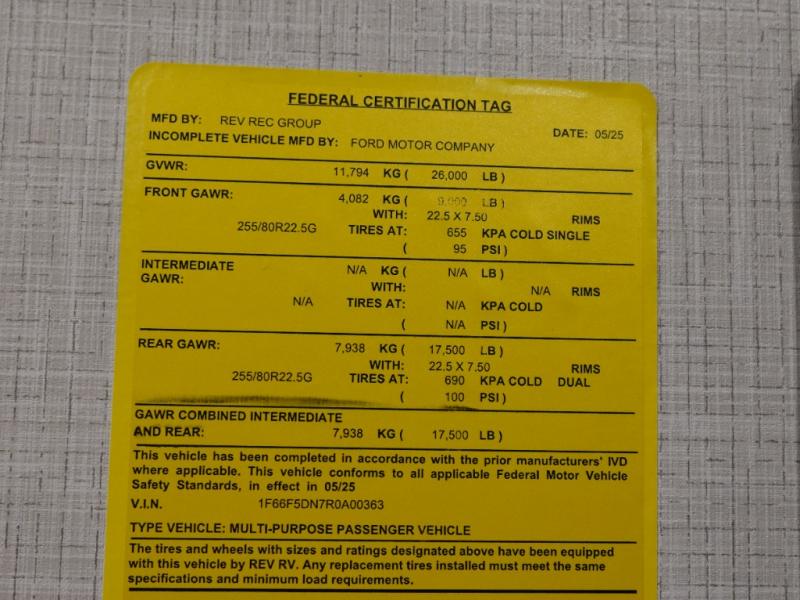 FEDERAL CERTIFICATION TAG
MFD BY: REV REC GROUP DATE: 05/25
INCOMPLETE VEHICLE MFD BY: FORD MOTOR COMPANY
GVWR: 11,794 KG ( 26,000 LB )
FRONT GAWR: 4,082 KG ( 9,000 LB )
WITH: 22.5 X 7.50 RIMS
255/80R22.5G TIRES AT: 655 KPA COLD SINGLE
( 95 PSI )
INTERMEDIATE N/A KG ( N/A LB )
GAWR: WITH: N/A RIMS
N/A TIRES AT: N/A KPA COLD
( N/A PSI )
REAR GAWR: 7,938 KG ( 17,500 LB )
WITH: 22.5 X 7.50 RIMS
255/80R22.5G TIRES AT: 690 KPA COLD DUAL
( 100 PSI )
GAWR COMBINED INTERMEDIATE
AND REAR: 7,938 KG ( 17,500 LB )
This vehicle has been completed in accordance with the prior manufacturers' IVD
where applicable. This vehicle conforms to all applicable Federal Motor Vehicle
Safety Standards, in effect in 05/25
V.I.N. 1F66F5DN7R0A00363
TYPE VEHICLE: MULTI-PURPOSE PASSENGER VEHICLE
The tires and wheels with sizes and ratings designated above have been equipped
with this vehicle by REV RV. Any replacement tires installed must meet the same
specifications and minimum load requirements.